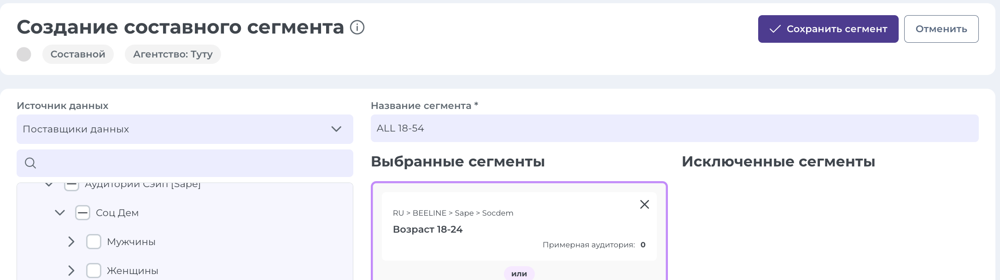 Создание составного сегмента
Сохранить сегмент
Отменить
Составной
Агентство: Туту
Источник данных
Поставщики данных
Название сегмента *
ALL 18-54
Аудитории Сэйп [Sape]
Соц Дем
Мужчины
Женщины
Выбранные сегменты
RU > BEELINE > Sape > Socdem
Возраст 18-24
Примерная аудитория: 0
или
Исключенные сегменты